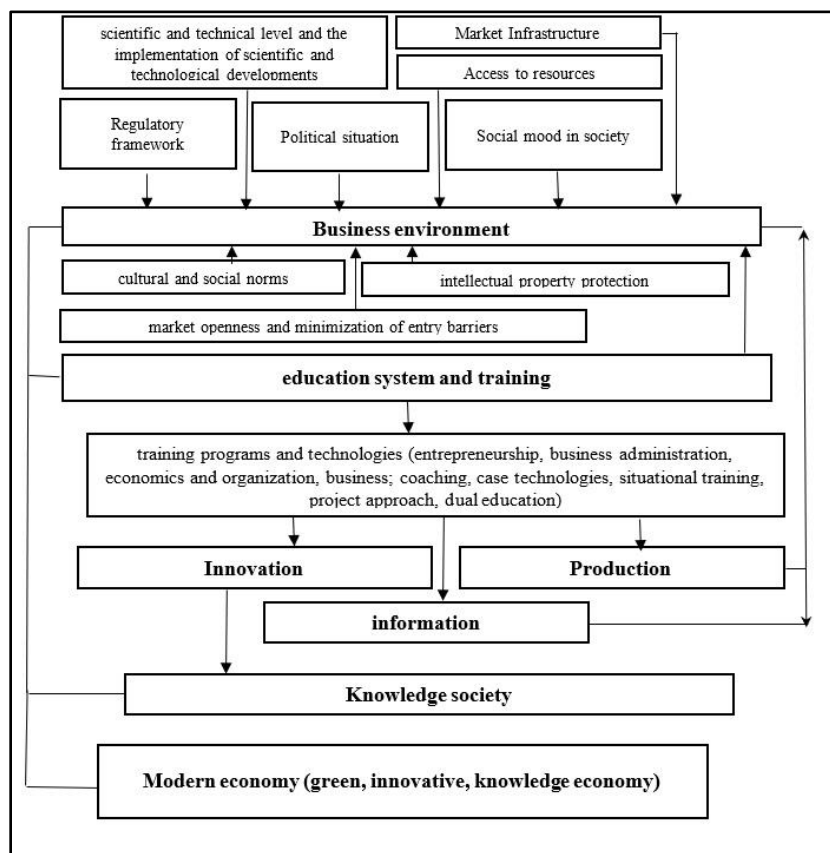 scientific and technical level and the
implementation of scientific and
technological developments
Market Infrastructure
Access to resources
Regulatory
framework
Political situation
Social mood in society
Business environment
cultural and social norms
intellectual property protection
market openness and minimization of entry barriers
education system and training
training programs and technologies (entrepreneurship, business administration,
economics and organization, business; coaching, case technologies, situational training,
project approach, dual education)
Innovation
Production
information
Knowledge society
Modern economy (green, innovative, knowledge economy)